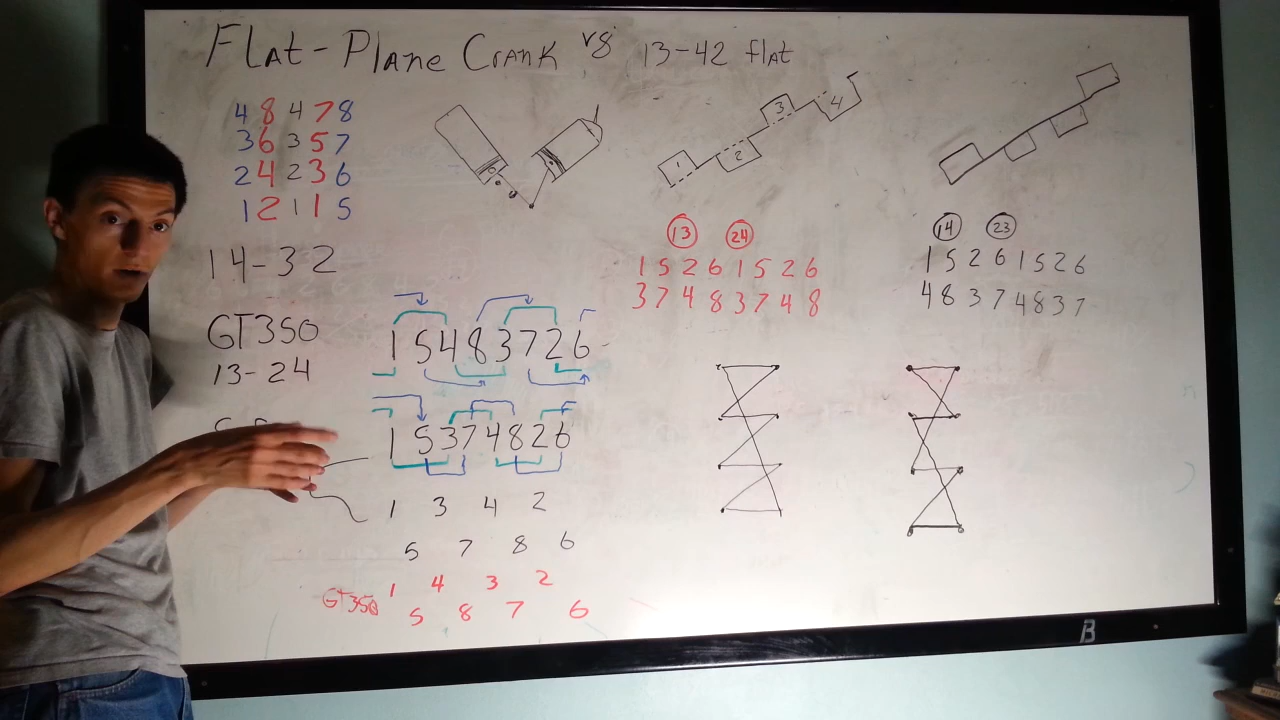 FLAt-PlANe CrANK vs 13-42 flAt
4 8 4 7 8
3 6 3 5 7
2 4 2 3 6
1 2 1 1 5
1 2 3 4
14-32
13 24
1 5 2 6 1 5 2 6
3 7 4 8 3 7 4 8
14 23
1 5 2 6 1 5 2 6
4 8 3 7 4 8 3 7
GT350
13-24
1 5 4 8 3 7 2 6
1 5 3 7 4 8 2 6
1 3 4 2
5 7 8 6
GT350 1 4 3 2
5 8 7 6
B